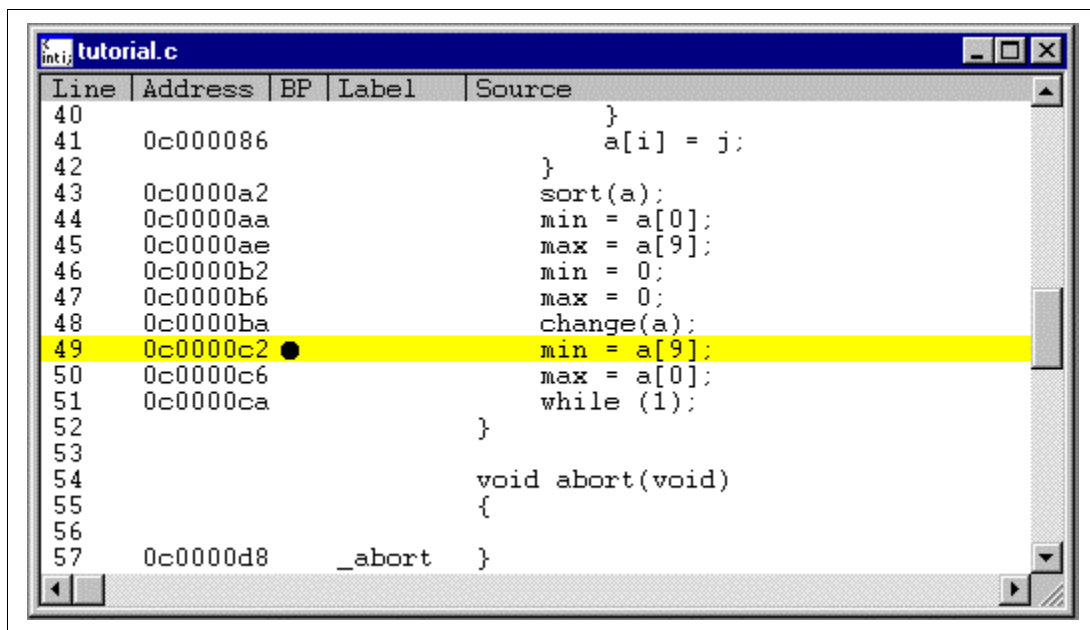 int i;
tutorial.c
Line Address BP Label Source
40 }
41 0c000086 a[i] = j;
42 }
43 0c0000a2 sort(a);
44 0c0000aa min = a[0];
45 0c0000ae max = a[9];
46 0c0000b2 min = 0;
47 0c0000b6 max = 0;
48 0c0000ba change(a);
49 0c0000c2 min = a[9];
50 0c0000c6 max = a[0];
51 0c0000ca while (1);
52 }
53
54 void abort(void)
55 {
56
57 0c0000d8 _abort }